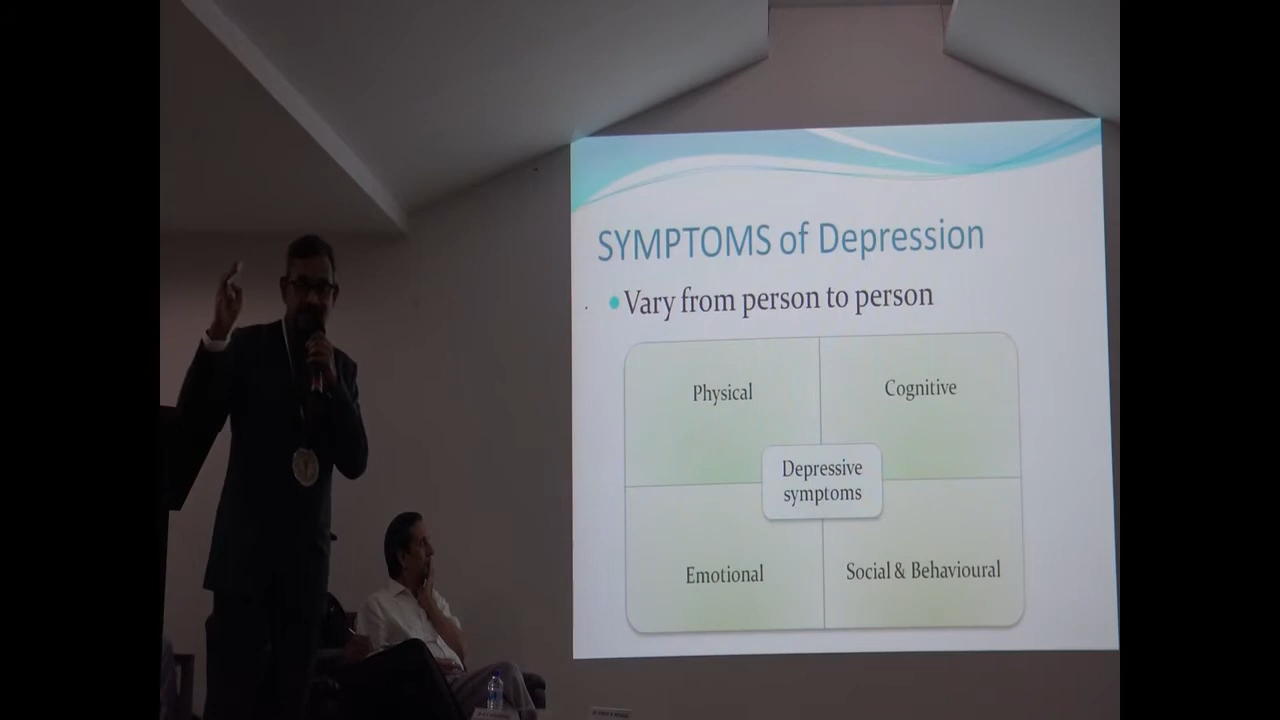 SYMPTOMS of Depression
Vary from person to person
Physical
Cognitive
Depressive
symptoms
Emotional
Social & Behavioural